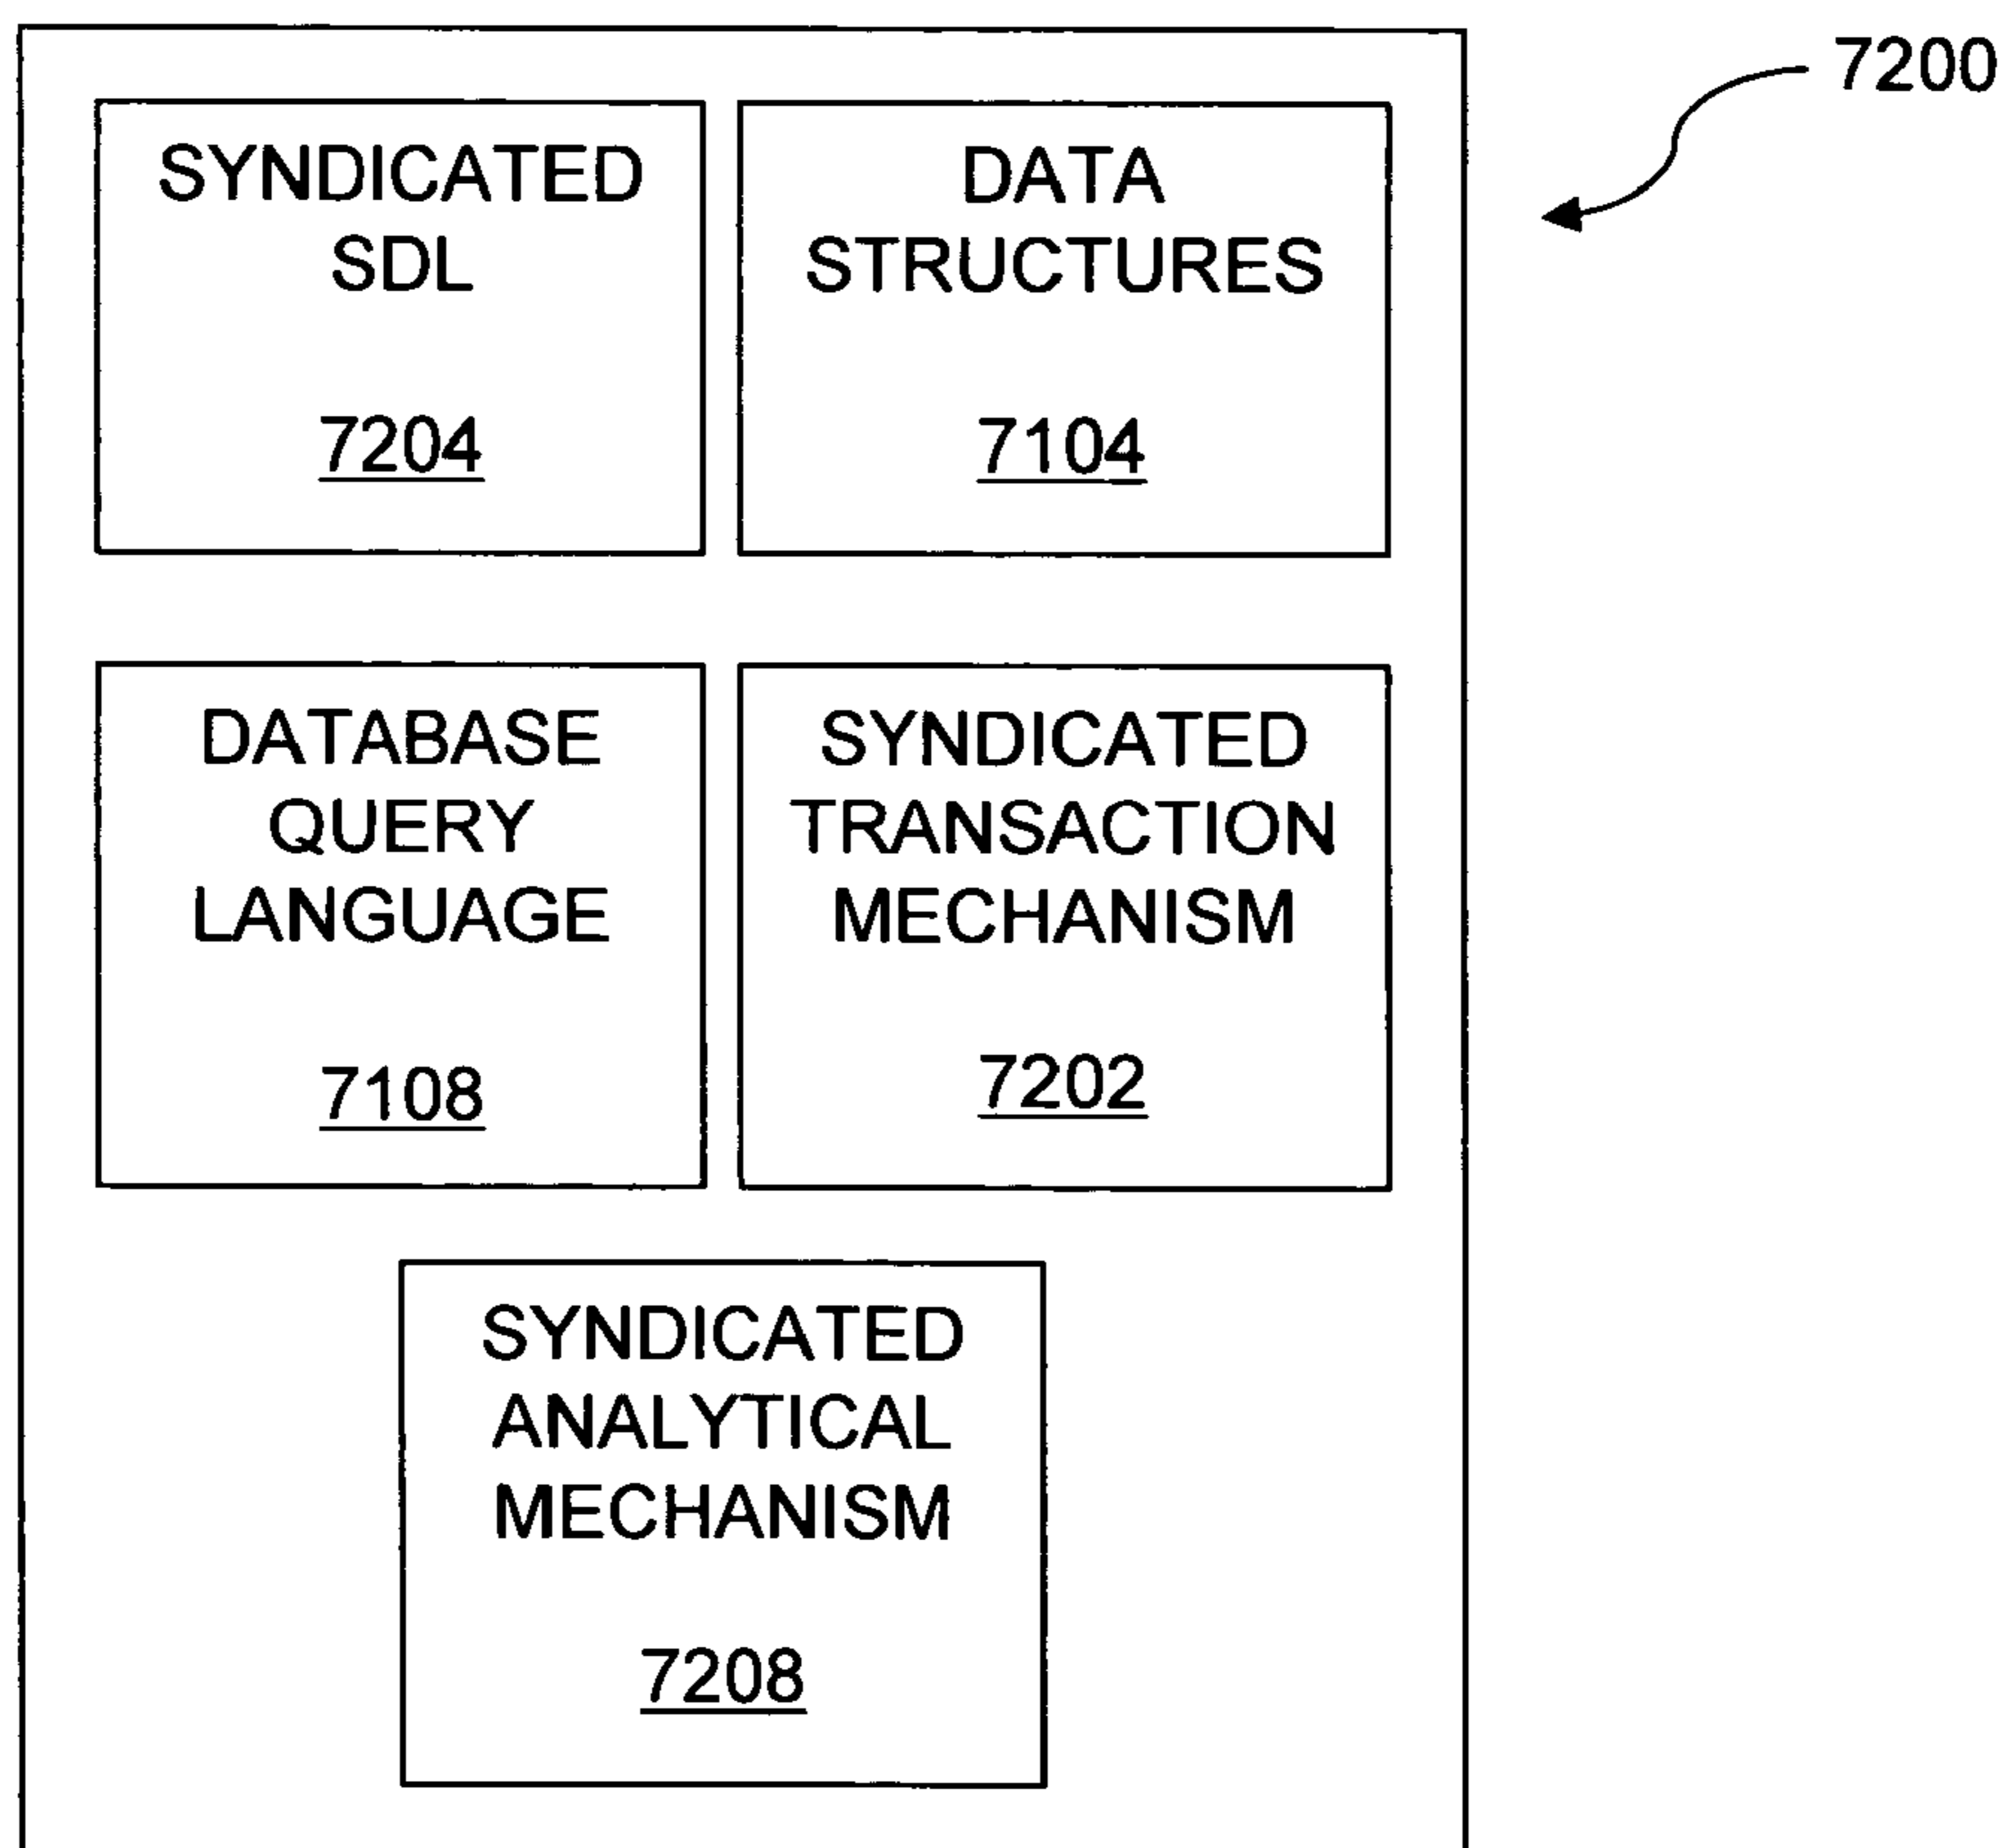 7200
SYNDICATED
SDL
7204
DATA
STRUCTURES
7104
DATABASE
QUERY
LANGUAGE
7108
SYNDICATED
TRANSACTION
MECHANISM
7202
SYNDICATED
ANALYTICAL
MECHANISM
7208